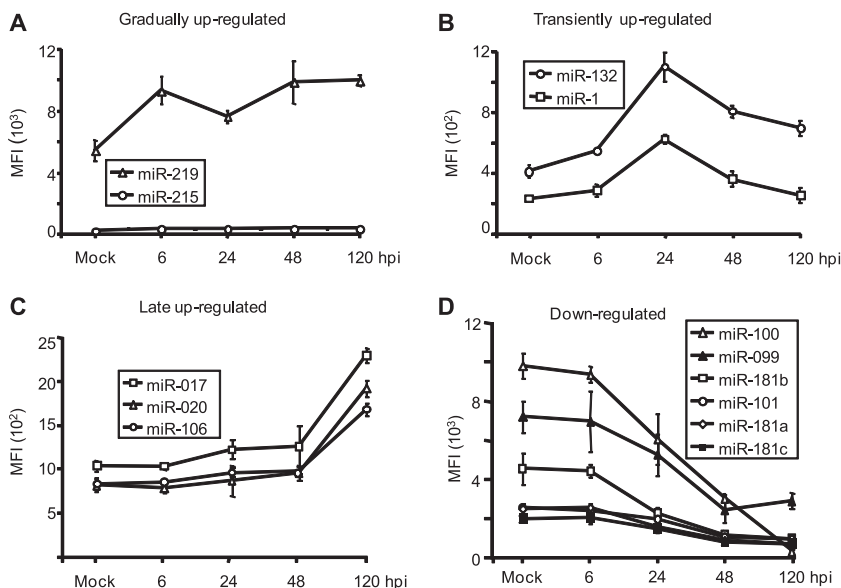 A
Gradually up-regulated
MFI (10³)
12
8
4
0
miR-219
miR-215
Mock 6 24 48 120 hpi
B
Transiently up-regulated
MFI (10²)
12
8
4
0
miR-132
miR-1
Mock 6 24 48 120 hpi
C
Late up-regulated
MFI (10²)
25
20
15
10
5
miR-017
miR-020
miR-106
Mock 6 24 48 120 hpi
D
Down-regulated
MFI (10³)
12
8
4
0
miR-100
miR-099
miR-181b
miR-101
miR-181a
miR-181c
Mock 6 24 48 120 hpi